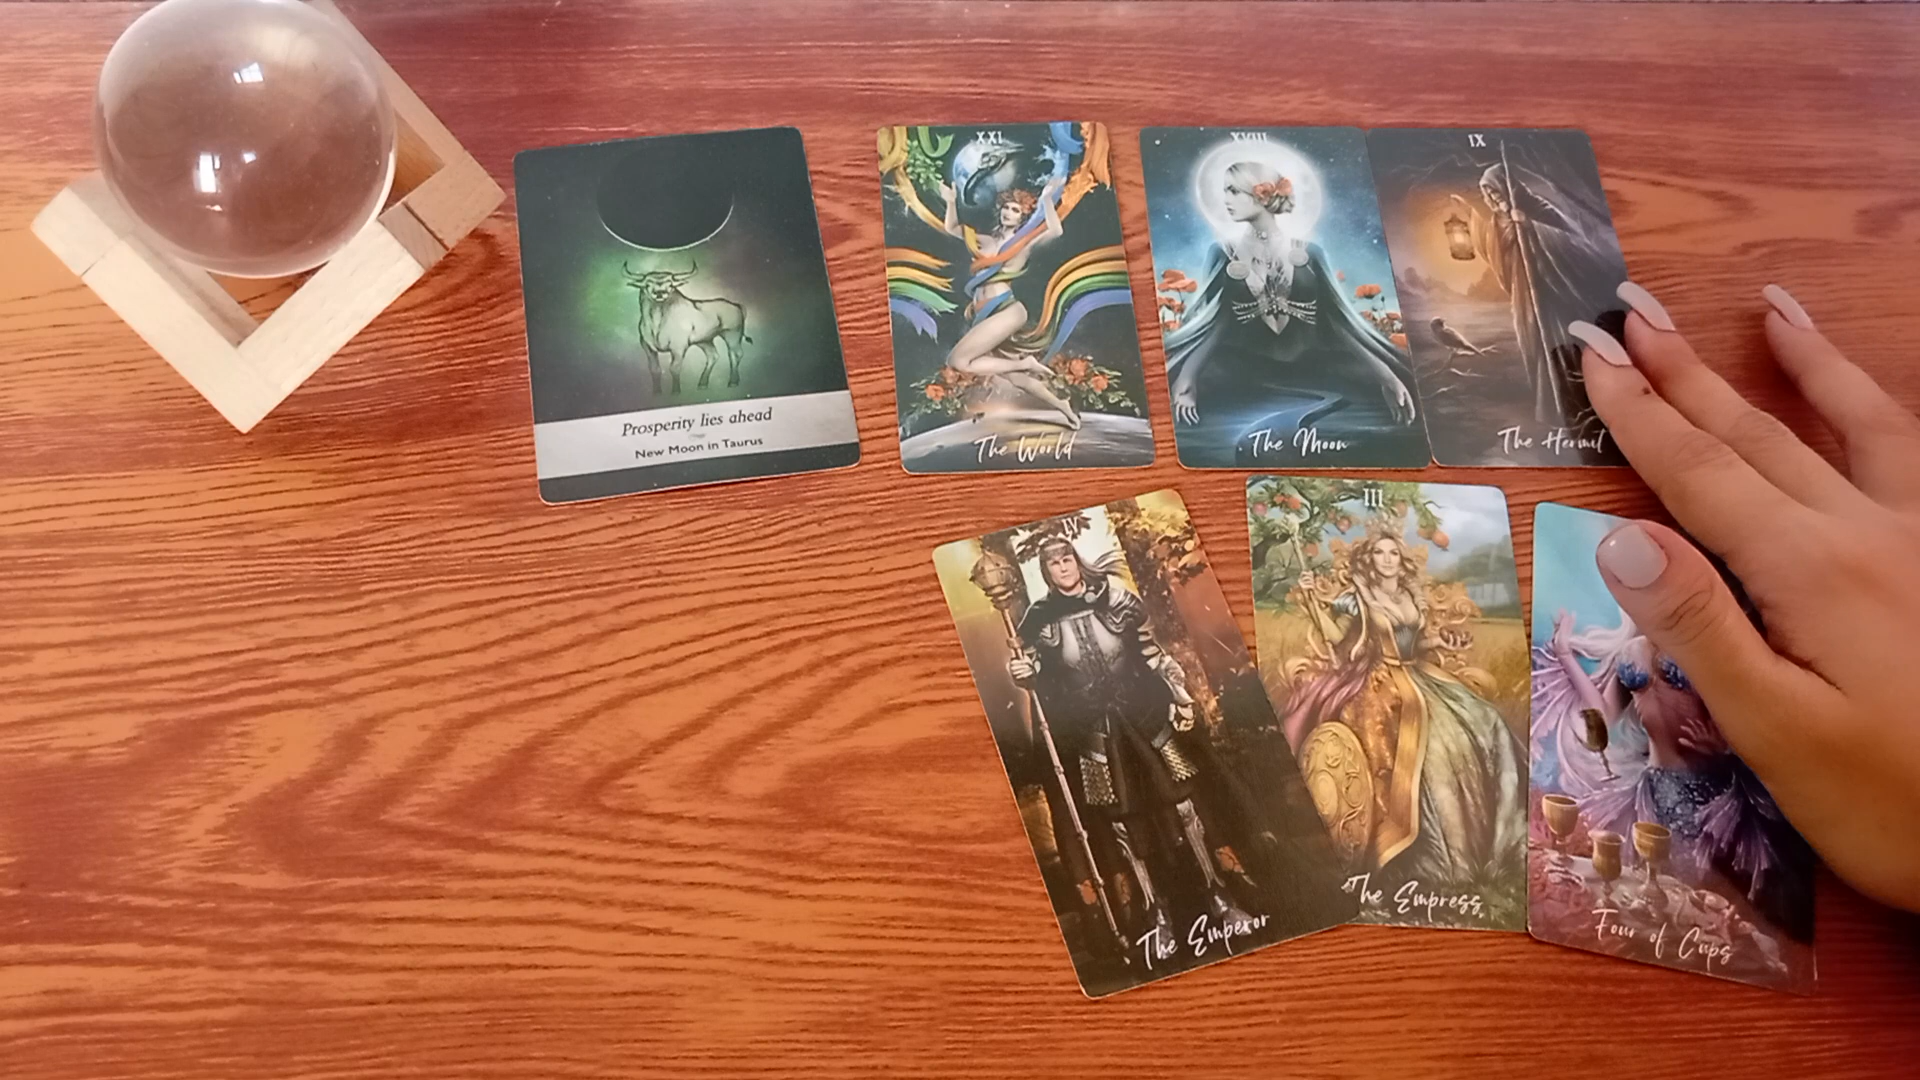 Prosperity lies ahead
New Moon in Taurus
XXI
The World
XVIII
The Moon
IX
The Hermit
IV
The Emperor
III
The Empress
Four of Cups